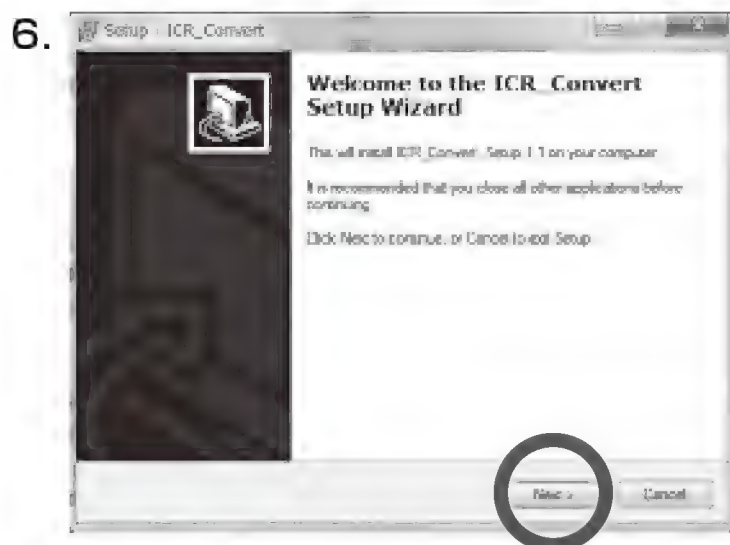 6.
Setup - ICR_Convert
Welcome to the ICR_Convert
Setup Wizard
This will install ICR_Convert_Setup 1.1 on your computer.
It is recommended that you close all other applications before
continuing.
Click Next to continue, or Cancel to exit Setup.
Next >
Cancel